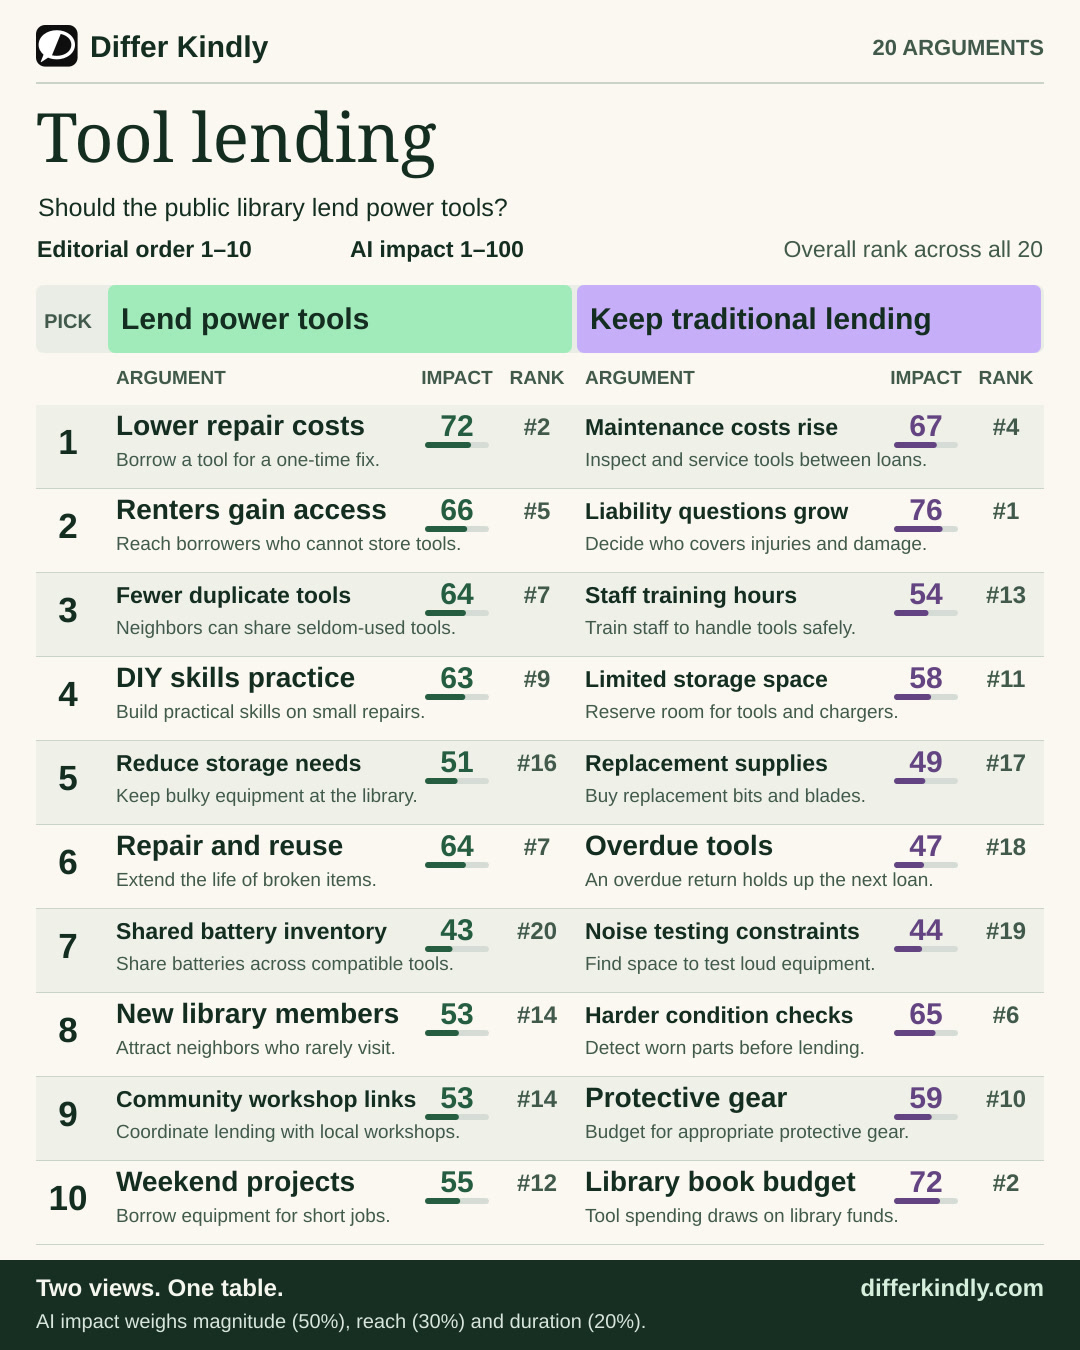 Differ Kindly
20 ARGUMENTS
Tool lending
Should the public library lend power tools?
Editorial order 1–10
AI impact 1–100
Overall rank across all 20
PICK
Lend power tools
Keep traditional lending
ARGUMENT IMPACT RANK ARGUMENT IMPACT RANK
1 Lower repair costs 72 #2 Maintenance costs rise 67 #4
Borrow a tool for a one-time fix. Inspect and service tools between loans.
2 Renters gain access 66 #5 Liability questions grow 76 #1
Reach borrowers who cannot store tools. Decide who covers injuries and damage.
3 Fewer duplicate tools 64 #7 Staff training hours 54 #13
Neighbors can share seldom-used tools. Train staff to handle tools safely.
4 DIY skills practice 63 #9 Limited storage space 58 #11
Build practical skills on small repairs. Reserve room for tools and chargers.
5 Reduce storage needs 51 #16 Replacement supplies 49 #17
Keep bulky equipment at the library. Buy replacement bits and blades.
6 Repair and reuse 64 #7 Overdue tools 47 #18
Extend the life of broken items. An overdue return holds up the next loan.
7 Shared battery inventory 43 #20 Noise testing constraints 44 #19
Share batteries across compatible tools. Find space to test loud equipment.
8 New library members 53 #14 Harder condition checks 65 #6
Attract neighbors who rarely visit. Detect worn parts before lending.
9 Community workshop links 53 #14 Protective gear 59 #10
Coordinate lending with local workshops. Budget for appropriate protective gear.
10 Weekend projects 55 #12 Library book budget 72 #2
Borrow equipment for short jobs. Tool spending draws on library funds.
Two views. One table.
differkindly.com
AI impact weighs magnitude (50%), reach (30%) and duration (20%).